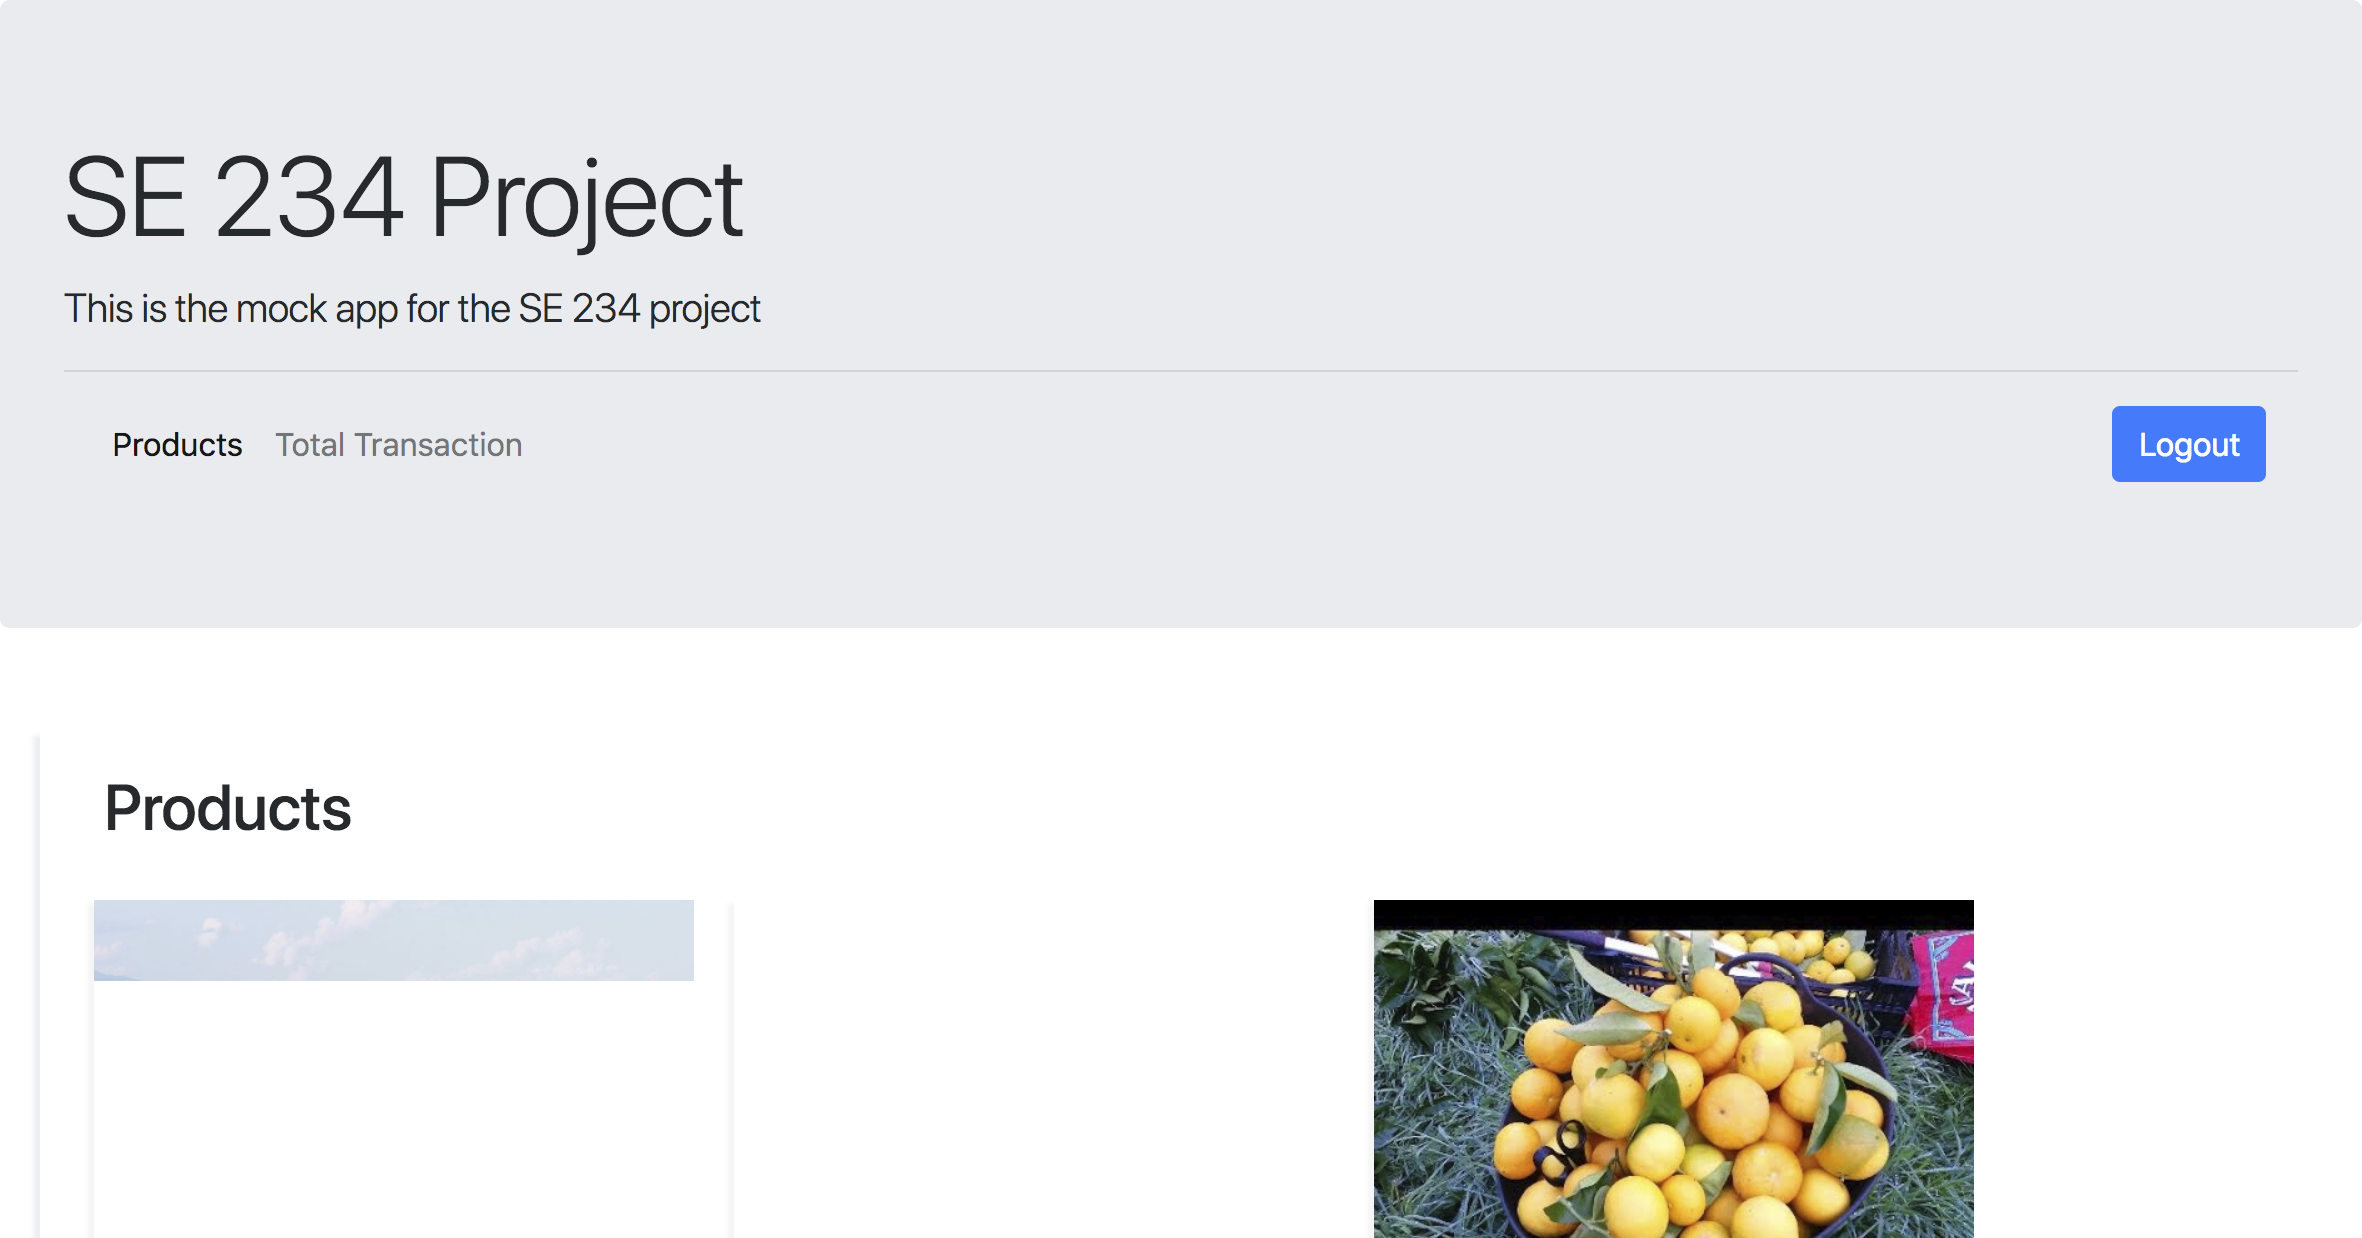 SE 234 Project
This is the mock app for the SE 234 project
Products Total Transaction Logout
Products